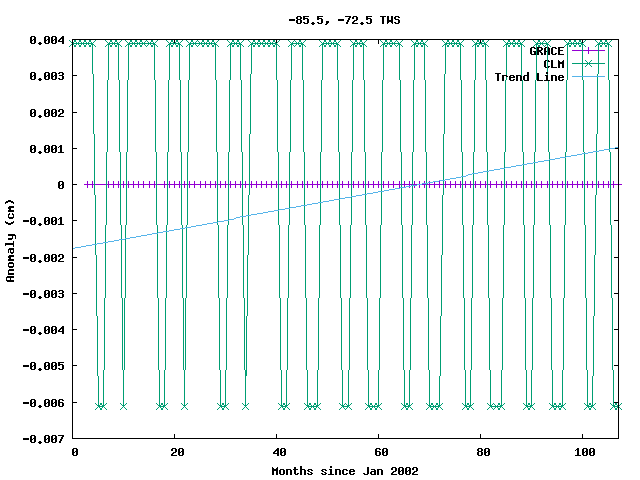 -85.5, -72.5 TWS
0.004
0.003
0.002
0.001
0
-0.001
-0.002
-0.003
-0.004
-0.005
-0.006
-0.007
Anomaly (cm)
GRACE
CLM
Trend Line
0 20 40 60 80 100
Months since Jan 2002